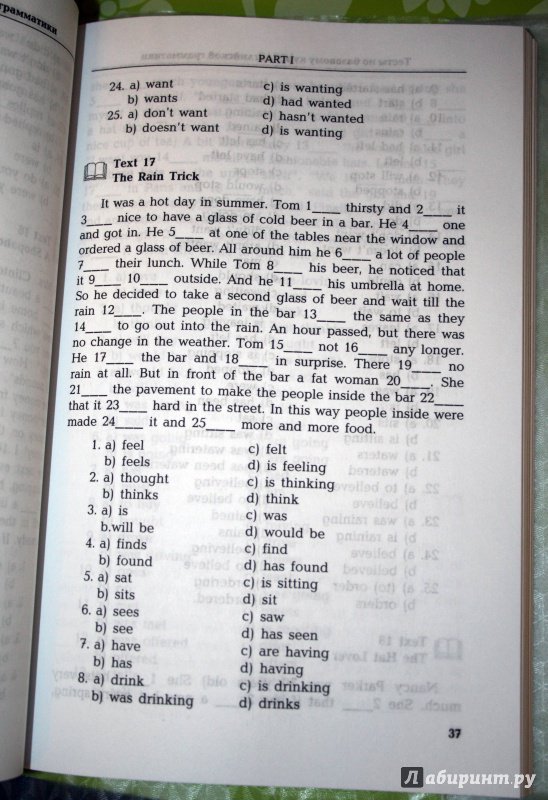 грамматики
PART I
24. a) want c) is wanting
b) wants d) had wanted
25. a) don't want c) hasn't wanted
b) doesn't want d) is wanting
Text 17
The Rain Trick
It was a hot day in summer. Tom 1____ thirsty and 2____ it
3____ nice to have a glass of cold beer in a bar. He 4____ one
and got in. He 5____ at one of the tables near the window and
ordered a glass of beer. All around him he 6____ a lot of people
7____ their lunch. While Tom 8____ his beer, he noticed that
it 9____ 10____ outside. And he 11____ his umbrella at home.
So he decided to take a second glass of beer and wait till the
rain 12____. The people in the bar 13____ the same as they
14____ to go out into the rain. An hour passed, but there was
no change in the weather. Tom 15____ not 16____ any longer.
He 17____ the bar and 18____ in surprise. There 19____ no
rain at all. But in front of the bar a fat woman 20____. She
21____ the pavement to make the people inside the bar 22____
that it 23____ hard in the street. In this way people inside were
made 24____ it and 25____ more and more food.
1. a) feel c) felt
b) feels d) is feeling
2. a) thought c) is thinking
b) thinks d) think
3. a) is c) was
b.will be d) would be
4. a) finds c) find
b) found d) has found
5. a) sat c) is sitting
b) sits d) sit
6. a) sees c) saw
b) see d) has seen
7. a) have c) are having
b) has d) having
8. a) drink c) is drinking
b) was drinking d) drinks
37
Лабиринт.ру